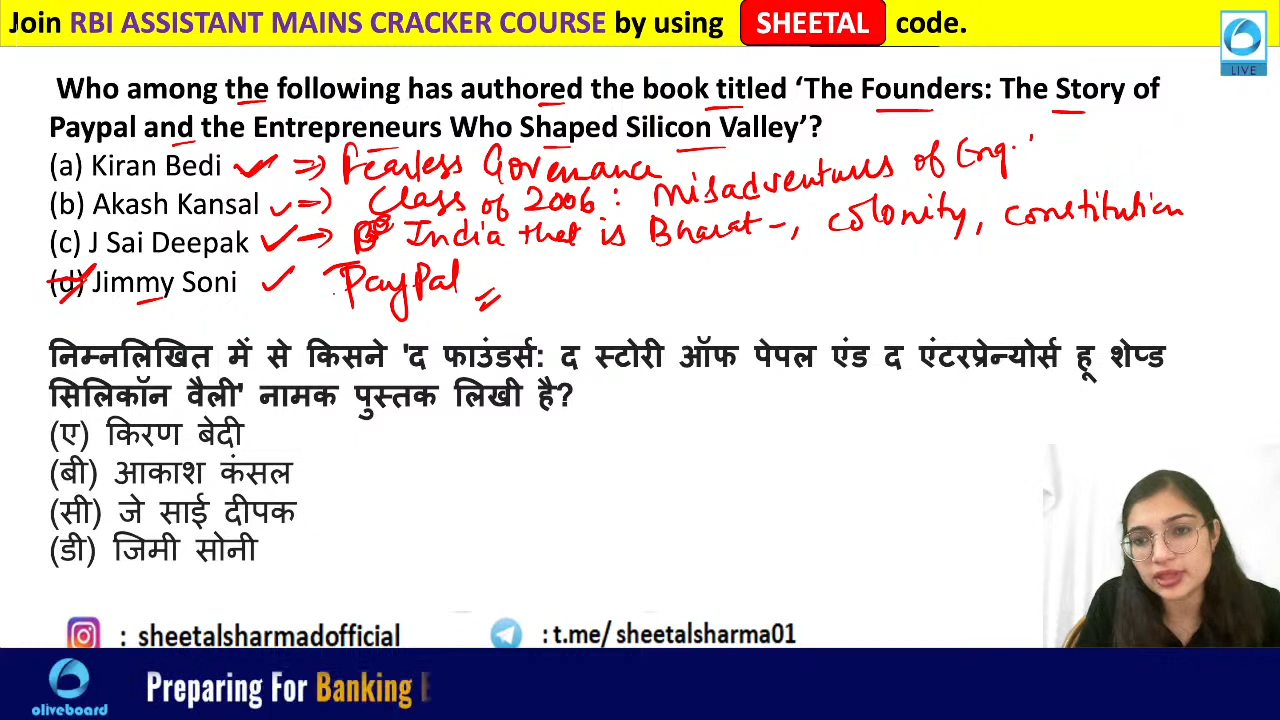 Join RBI ASSISTANT MAINS CRACKER COURSE by using SHEETAL code.
LIVE
Who among the following has authored the book titled ‘The Founders: The Story of
Paypal and the Entrepreneurs Who Shaped Silicon Valley’?
(a) Kiran Bedi ⇒ Fearless Governance
(b) Akash Kansal ⇒ Class of 2006 : Misadventures of Eng.
(c) J Sai Deepak → India that is Bharat -, colonity, constitution
(d) Jimmy Soni PayPal
निम्नलिखित में से किसने 'द फाउंडर्स: द स्टोरी ऑफ पेपल एंड द एंटरप्रेन्योर्स हू शेप्ड
सिलिकॉन वैली' नामक पुस्तक लिखी है?
(ए) किरण बेदी
(बी) आकाश कंसल
(सी) जे साई दीपक
(डी) जिमी सोनी
: sheetalsharmadofficial : t.me/ sheetalsharma01
oliveboard
Preparing For Banking